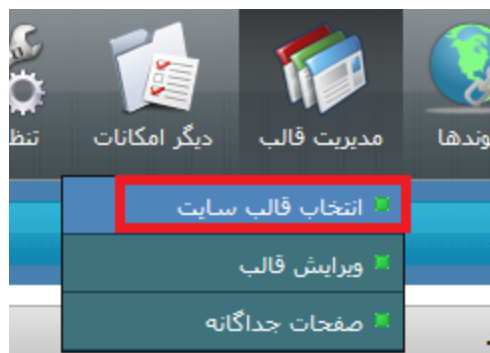 مدیریت قالب
دیگر امکانات
انتخاب قالب سایت
ویرایش قالب
صفحات جداگانه